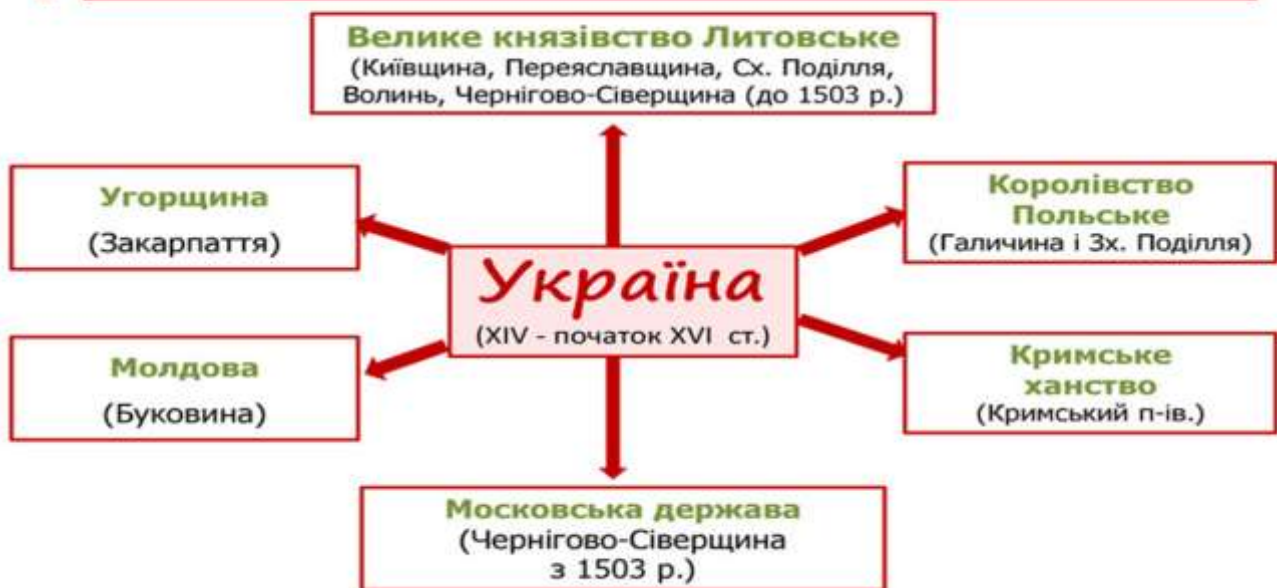 Велике князівство Литовське
(Київщина, Переяславщина, Сх. Поділля,
Волинь, Чернігово-Сіверщина (до 1503 р.)
Угорщина
(Закарпаття)
Королівство
Польське
(Галичина і Зх. Поділля)
Україна
(XIV - початок XVI ст.)
Молдова
(Буковина)
Кримське
ханство
(Кримський п-ів.)
Московська держава
(Чернігово-Сіверщина
з 1503 р.)